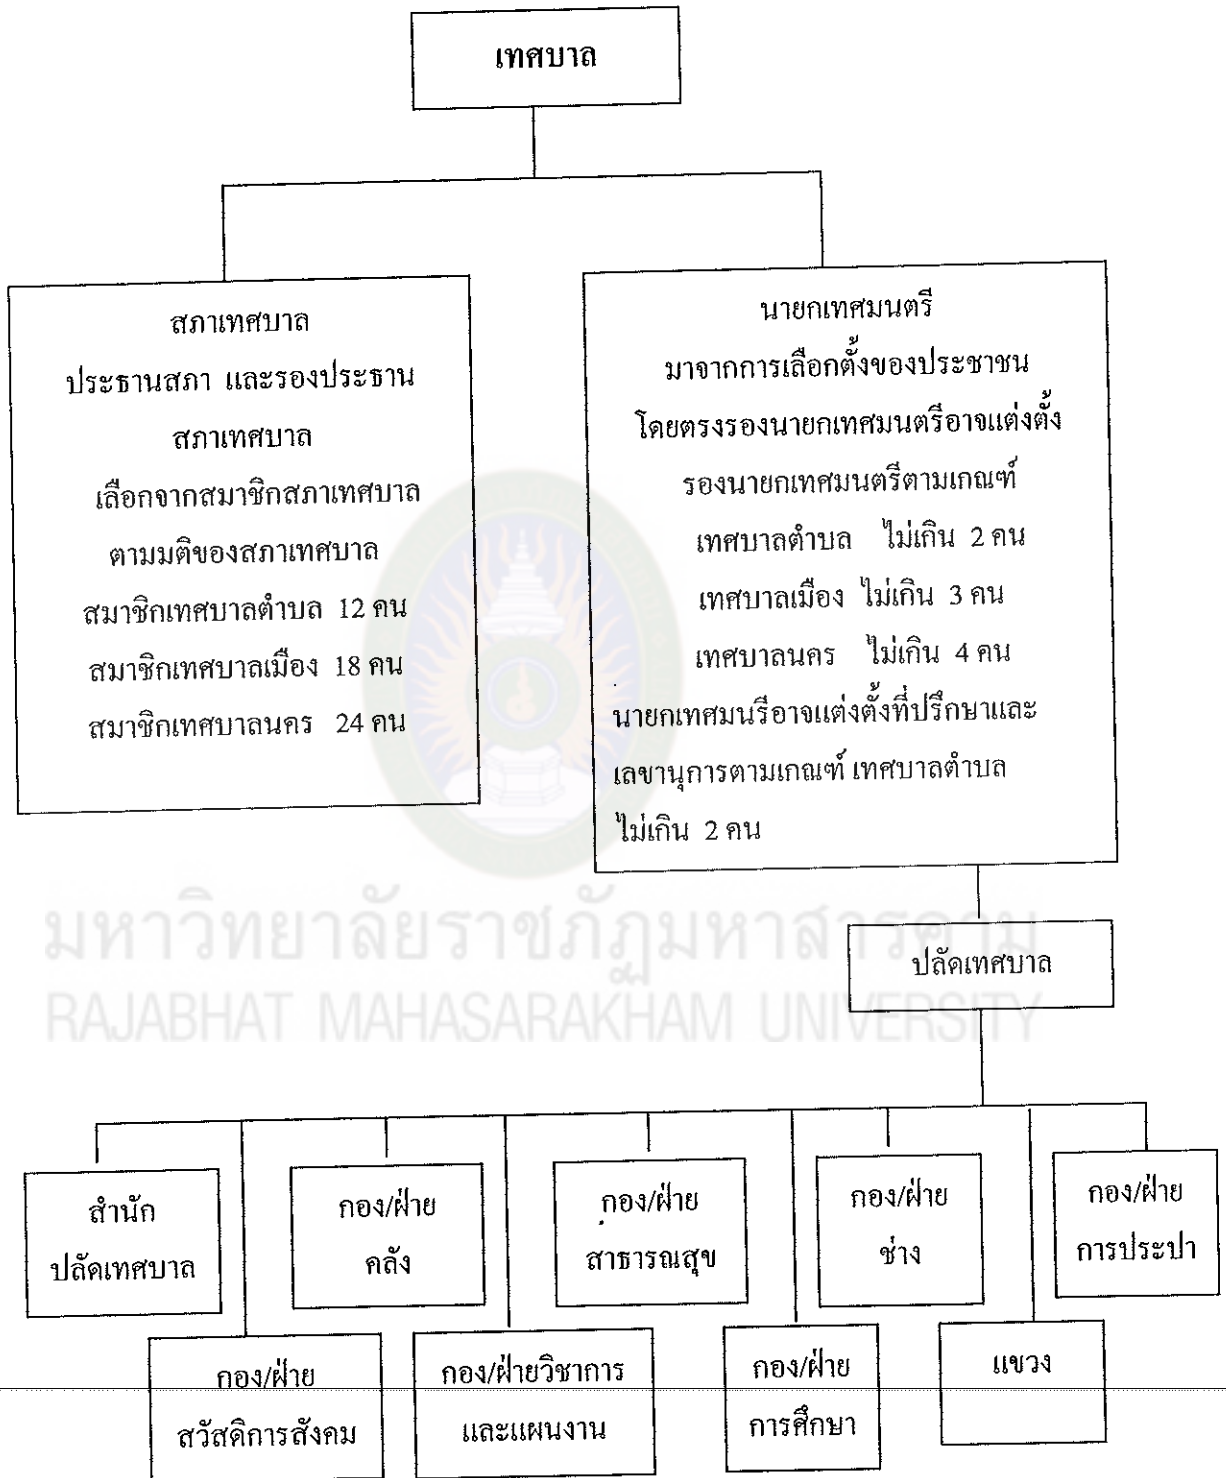 เทศบาล
สภาเทศบาล
ประธานสภา และรองประธาน
สภาเทศบาล
เลือกจากสมาชิกสภาเทศบาล
ตามมติของสภาเทศบาล
สมาชิกเทศบาลตำบล 12 คน
สมาชิกเทศบาลเมือง 18 คน
สมาชิกเทศบาลนคร 24 คน
นายกเทศมนตรี
มาจากการเลือกตั้งของประชาชน
โดยตรงรองนายกเทศมนตรีอาจแต่งตั้ง
รองนายกเทศมนตรีตามเกณฑ์
เทศบาลตำบล ไม่เกิน 2 คน
เทศบาลเมือง ไม่เกิน 3 คน
เทศบาลนคร ไม่เกิน 4 คน
นายกเทศมนรีอาจแต่งตั้งที่ปรึกษาและ
เลขานุการตามเกณฑ์ เทศบาลตำบล
ไม่เกิน 2 คน
มหาวิทยาลัยราชภัฏมหาสารคาม
RAJABHAT MAHASARAKHAM UNIVERSITY
ปลัดเทศบาล
สำนัก
ปลัดเทศบาล
กอง/ฝ่าย
คลัง
กอง/ฝ่าย
สาธารณสุข
กอง/ฝ่าย
ช่าง
กอง/ฝ่าย
การประปา
กอง/ฝ่าย
สวัสดิการสังคม
กอง/ฝ่ายวิชาการ
และแผนงาน
กอง/ฝ่าย
การศึกษา
แขวง